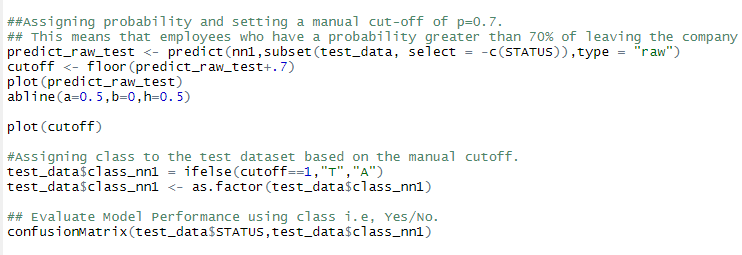 ##Assigning probability and setting a manual cut-off of p=0.7.
## This means that employees who have a probability greater than 70% of leaving the company
predict_raw_test <- predict(nn1,subset(test_data, select = -c(STATUS)),type = "raw")
cutoff <- floor(predict_raw_test+.7)
plot(predict_raw_test)
abline(a=0.5,b=0,h=0.5)
plot(cutoff)
#Assigning class to the test dataset based on the manual cutoff.
test_data$class_nn1 = ifelse(cutoff==1,"T","A")
test_data$class_nn1 <- as.factor(test_data$class_nn1)
## Evaluate Model Performance using class i.e, Yes/No.
confusionMatrix(test_data$STATUS,test_data$class_nn1)